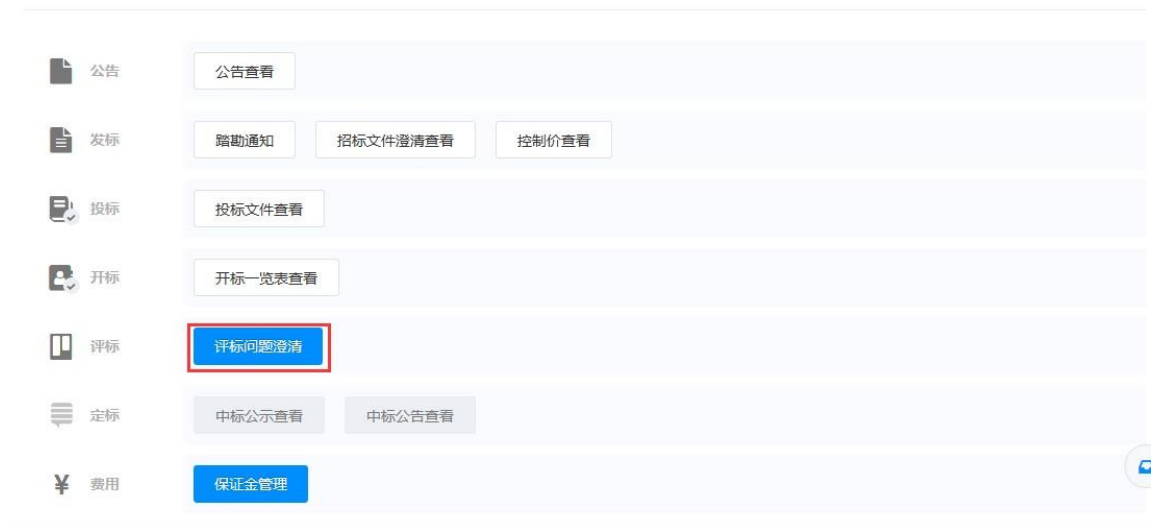 公告 公告查看
发标 踏勘通知 招标文件澄清查看 控制价查看
投标 投标文件查看
开标 开标一览表查看
评标 评标问题澄清
定标 中标公示查看 中标公告查看
¥ 费用 保证金管理